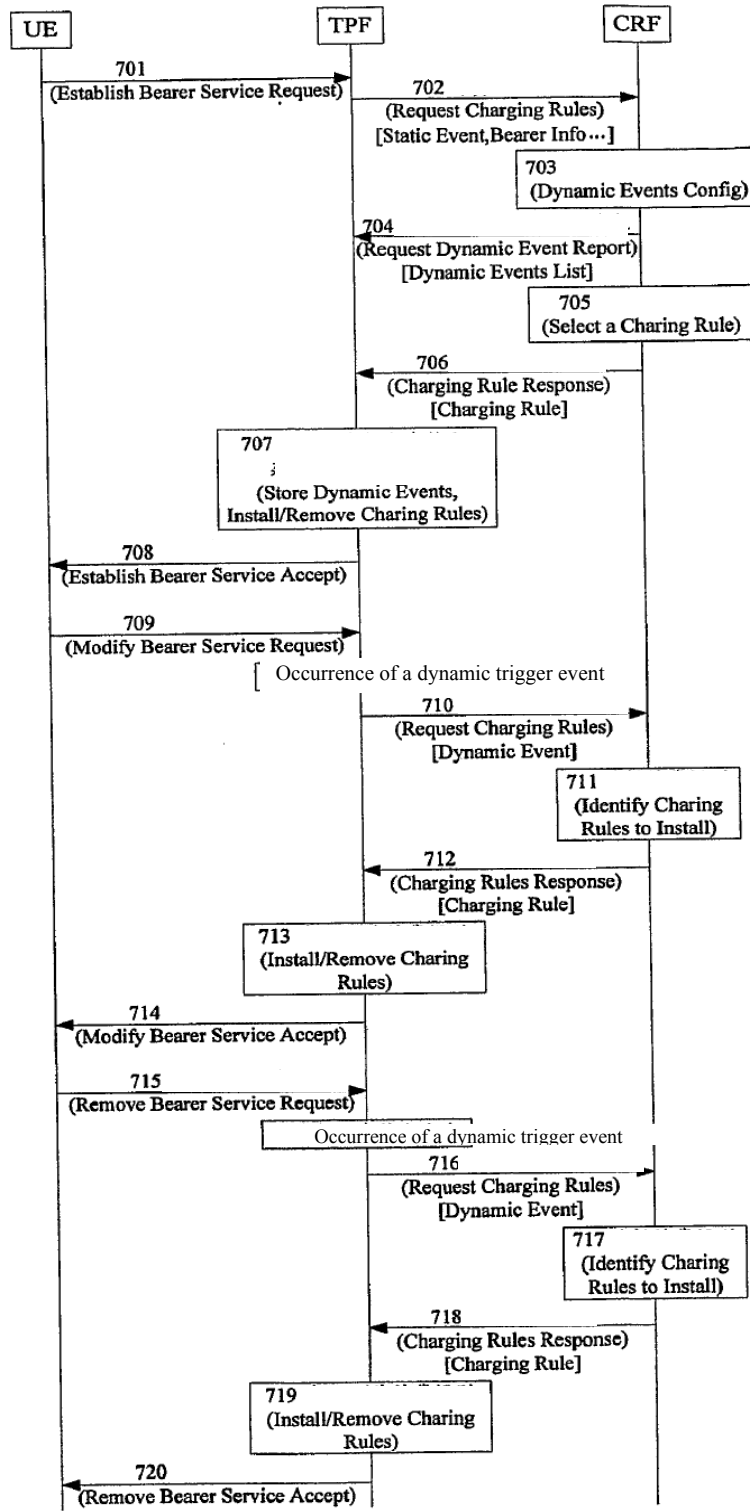 UE TPF CRF
701
(Establish Bearer Service Request)
702
(Request Charging Rules)
[Static Event,Bearer Info...]
703
(Dynamic Events Config)
704
(Request Dynamic Event Report)
[Dynamic Events List]
705
(Select a Charing Rule)
706
(Charging Rule Response)
[Charging Rule]
707
(Store Dynamic Events,
Install/Remove Charing Rules)
708
(Establish Bearer Service Accept)
709
(Modify Bearer Service Request)
Occurrence of a dynamic trigger event
710
(Request Charging Rules)
[Dynamic Event]
711
(Identify Charing
Rules to Install)
712
(Charging Rules Response)
[Charging Rule]
713
(Install/Remove Charing
Rules)
714
(Modify Bearer Service Accept)
715
(Remove Bearer Service Request)
Occurrence of a dynamic trigger event
716
(Request Charging Rules)
[Dynamic Event]
717
(Identify Charing
Rules to Install)
718
(Charging Rules Response)
[Charging Rule]
719
(Install/Remove Charing
Rules)
720
(Remove Bearer Service Accept)